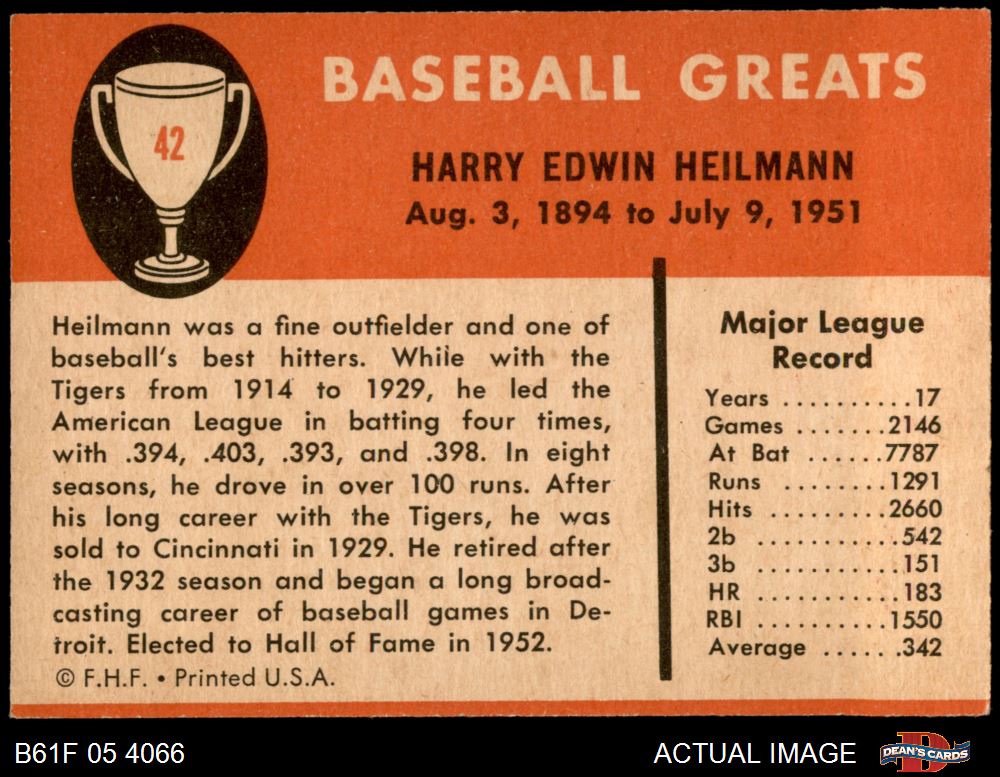 42
BASEBALL GREATS
HARRY EDWIN HEILMANN
Aug. 3, 1894 to July 9, 1951
Heilmann was a fine outfielder and one of
baseball's best hitters. While with the
Tigers from 1914 to 1929, he led the
American League in batting four times,
with .394, .403, .393, and .398. In eight
seasons, he drove in over 100 runs. After
his long career with the Tigers, he was
sold to Cincinnati in 1929. He retired after
the 1932 season and began a long broad-
casting career of baseball games in De-
troit. Elected to Hall of Fame in 1952.
© F.H.F. • Printed U.S.A.
Major League
Record
Years ..........17
Games .......2146
At Bat ......7787
Runs ........1291
Hits .........2660
2b ..........542
3b ..........151
HR ..........183
RBI ..........1550
Average ......342
B61F 05 4066
ACTUAL IMAGE
DEAN'S CARDS